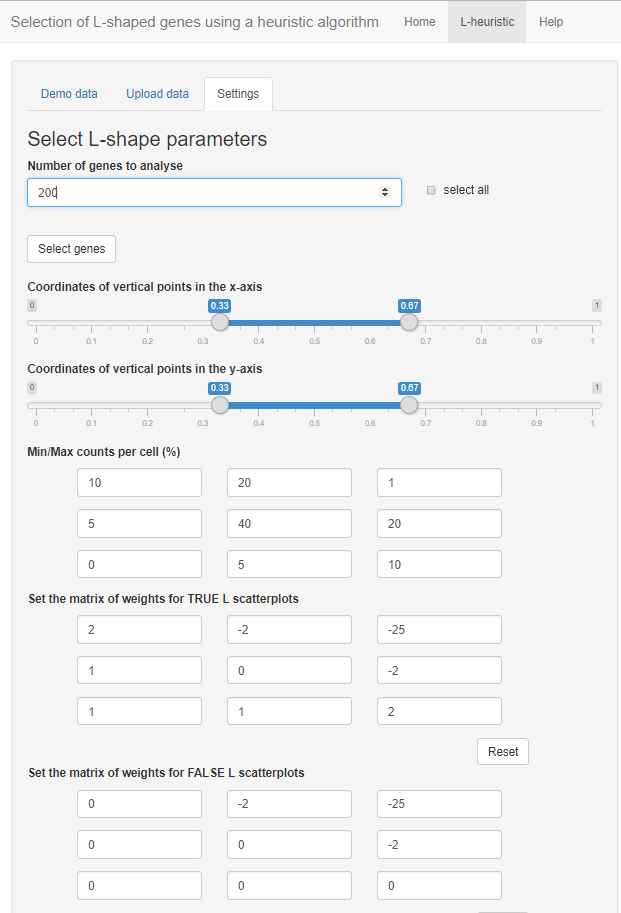 Selection of L-shaped genes using a heuristic algorithm Home L-heuristic Help
Demo data Upload data Settings
Select L-shape parameters
Number of genes to analyse
200 select all
Select genes
Coordinates of vertical points in the x-axis
0 0.33 0.67 1
0 0.1 0.2 0.3 0.4 0.5 0.6 0.7 0.8 0.9 1
Coordinates of vertical points in the y-axis
0 0.33 0.67 1
0 0.1 0.2 0.3 0.4 0.5 0.6 0.7 0.8 0.9 1
Min/Max counts per cell (%)
10 20 1
5 40 20
0 5 10
Set the matrix of weights for TRUE L scatterplots
2 -2 -25
1 0 -2
1 1 2
Reset
Set the matrix of weights for FALSE L scatterplots
0 -2 -25
0 0 -2
0 0 0